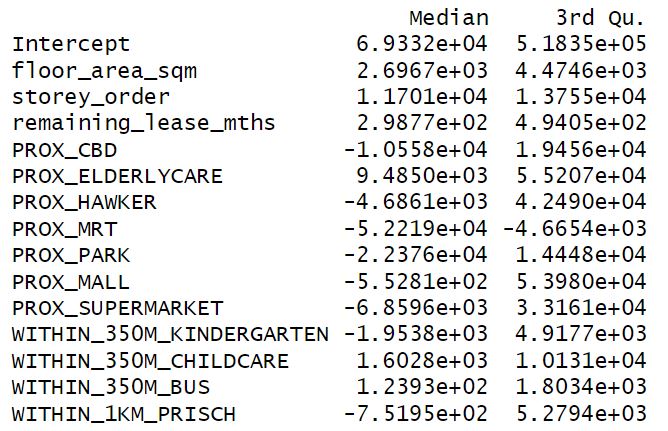 Median 3rd Qu.
Intercept 6.9332e+04 5.1835e+05
floor_area_sqm 2.6967e+03 4.4746e+03
storey_order 1.1701e+04 1.3755e+04
remaining_lease_mths 2.9877e+02 4.9405e+02
PROX_CBD -1.0558e+04 1.9456e+04
PROX_ELDERLYCARE 9.4850e+03 5.5207e+04
PROX_HAWKER -4.6861e+03 4.2490e+04
PROX_MRT -5.2219e+04 -4.6654e+03
PROX_PARK -2.2376e+04 1.4448e+04
PROX_MALL -5.5281e+02 5.3980e+04
PROX_SUPERMARKET -6.8596e+03 3.3161e+04
WITHIN_350M_KINDERGARTEN -1.9538e+03 4.9177e+03
WITHIN_350M_CHILDCARE 1.6028e+03 1.0131e+04
WITHIN_350M_BUS 1.2393e+02 1.8034e+03
WITHIN_1KM_PRISCH -7.5195e+02 5.2794e+03